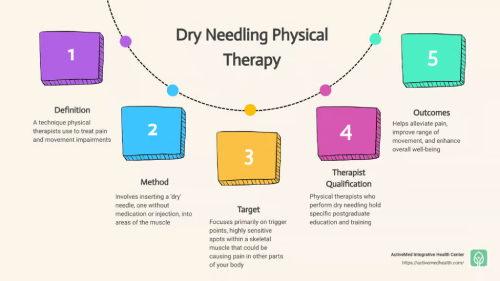 Dry Needling Physical
Therapy
1
Definition
A technique physical
therapists use to treat pain
and movement impairments
2
Method
Involves inserting a 'dry'
needle, one without
medication or injection, into
areas of the muscle
3
Target
Focuses primarily on trigger
points, highly sensitive
spots within a skeletal
muscle that could be
causing pain in other parts
of your body
4
Therapist
Qualification
Physical therapists who
perform dry needling hold
specific postgraduate
education and training
5
Outcomes
Helps alleviate pain,
improve range of
movement, and enhance
overall well-being
ActiveMed Integrative Health Center
https://activemedhealth.com/